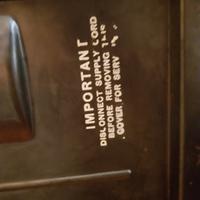 IMPORTANT
DISCONNECT SUPPLY CORD
BEFORE REMOVING THIS
COVER FOR SERV